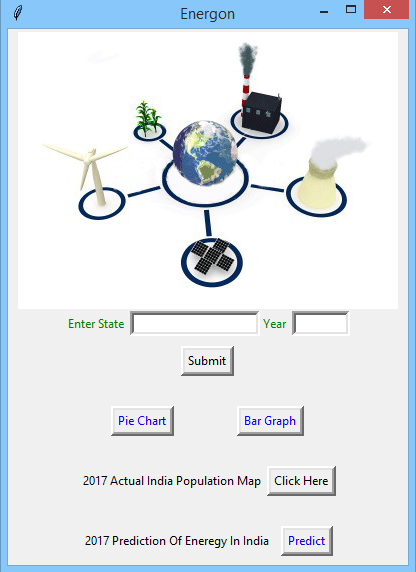 Energon
Enter State Year
Submit
Pie Chart Bar Graph
2017 Actual India Population Map Click Here
2017 Prediction Of Eneregy In India Predict